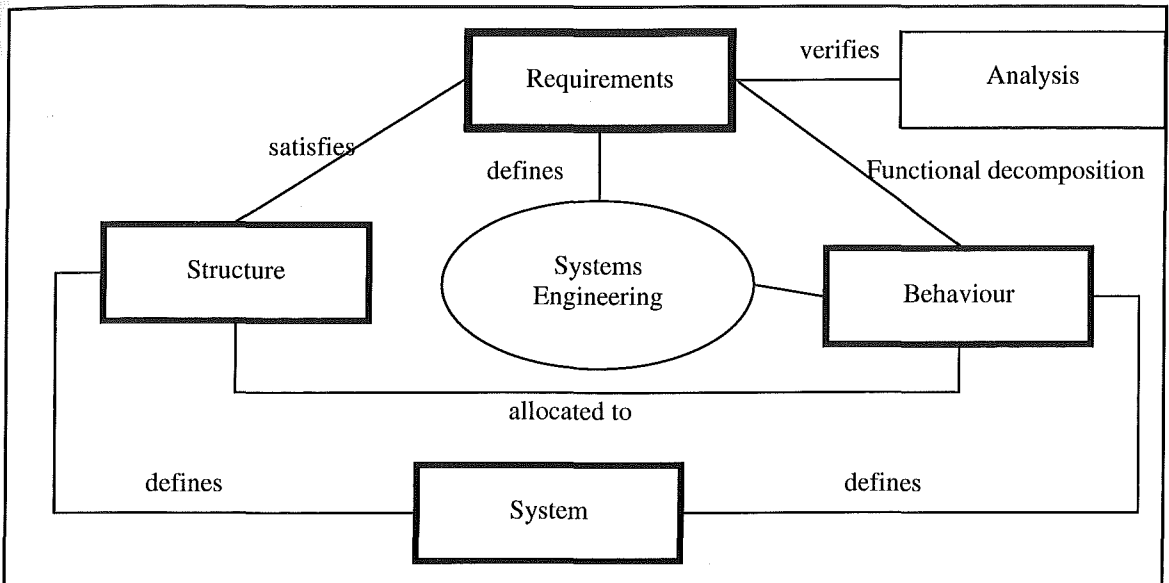 verifies
Requirements
Analysis
satisfies
defines
Functional decomposition
Structure
Systems
Engineering
Behaviour
allocated to
defines
System
defines